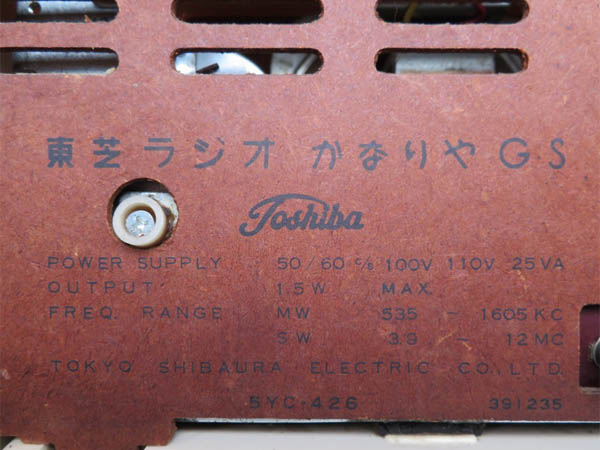 東芝ラジオ かなりやGS
Toshiba
POWER SUPPLY 50/60 c/s 100V 110V 25VA
OUTPUT 1.5W MAX.
FREQ. RANGE MW 535 - 1605KC
SW 3.9 - 12MC
TOKYO SHIBAURA ELECTRIC CO., LTD.
5YC-426 391235